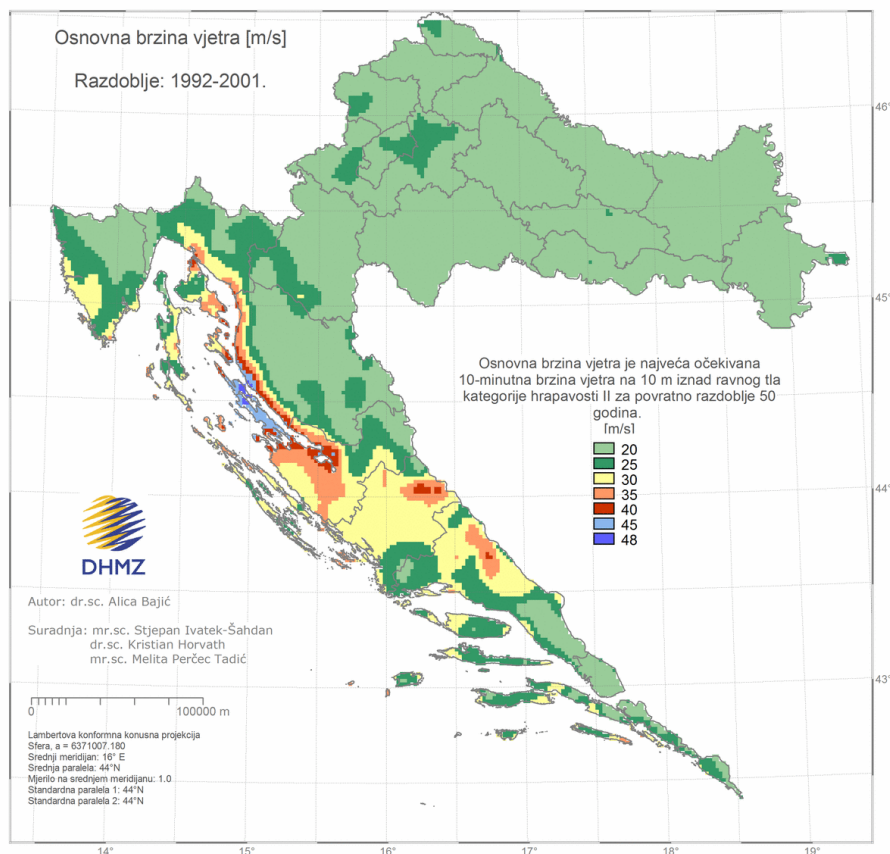 Osnovna brzina vjetra [m/s]
Razdoblje: 1992-2001.
46°
45°
Osnovna brzina vjetra je najveća očekivana
10-minutna brzina vjetra na 10 m iznad ravnog tla
kategorije hrapavosti II za povratno razdoblje 50
godina.
[m/s]
20
25
30
35
40
45
48
44°
DHMZ
Autor: dr.sc. Alica Bajić
Suradnja: mr.sc. Stjepan Ivatek-Šahdan
dr.sc. Kristian Horvath
mr.sc. Melita Perčec Tadić
43°
0 100000 m
Lambertova konformna konusna projekcija
Sfera, a = 6371007.180
Srednji meridijan: 16° E
Srednja paralela: 44°N
Mjerilo na srednjem meridijanu: 1.0
Standardna paralela 1: 44°N
Standardna paralela 2: 44°N
14° 15° 16° 17° 18° 19°